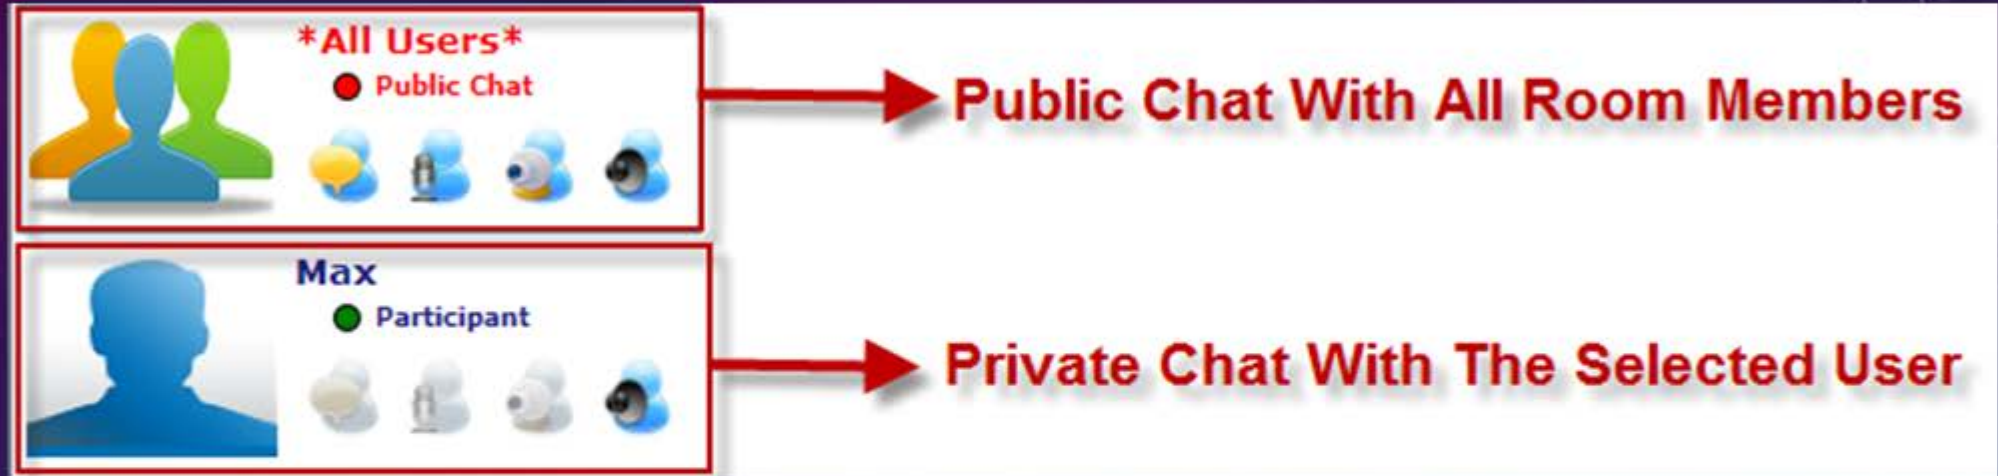 *All Users*
Public Chat
Public Chat With All Room Members
Max
Participant
Private Chat With The Selected User